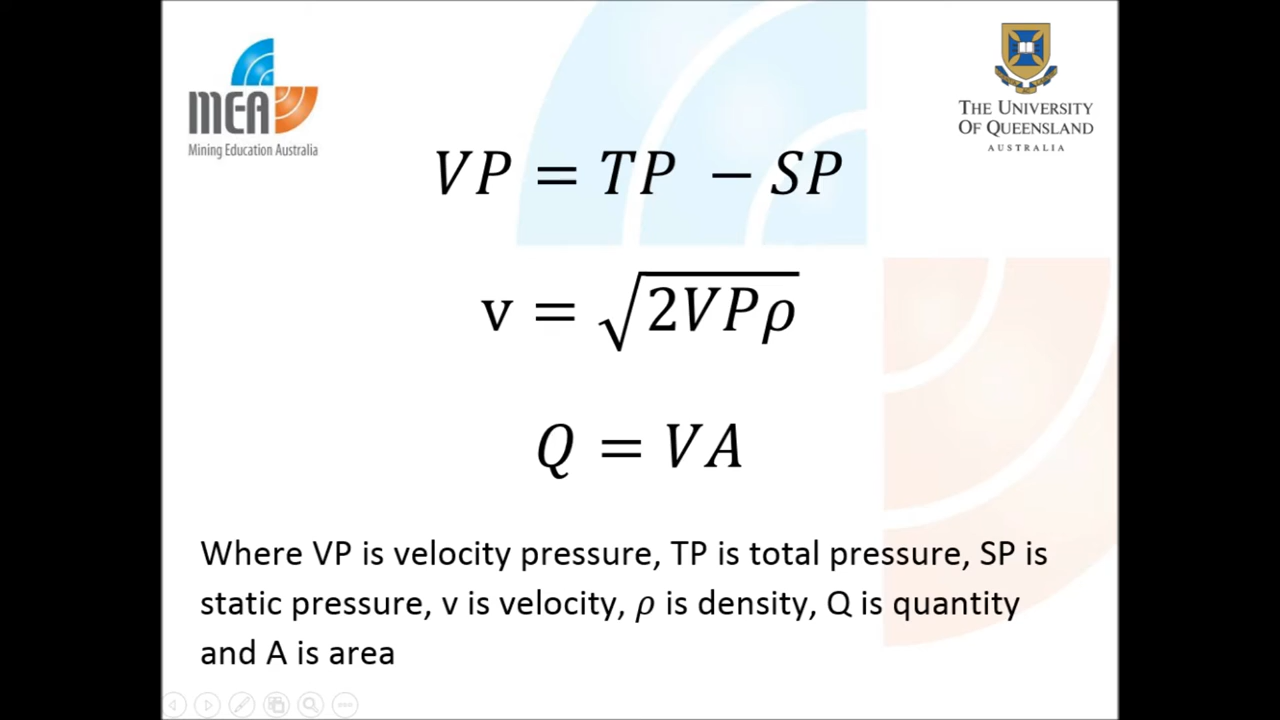 MEA
Mining Education Australia
THE UNIVERSITY
OF QUEENSLAND
AUSTRALIA
VP = TP − SP
v = √2VPρ
Q = VA
Where VP is velocity pressure, TP is total pressure, SP is
static pressure, v is velocity, ρ is density, Q is quantity
and A is area